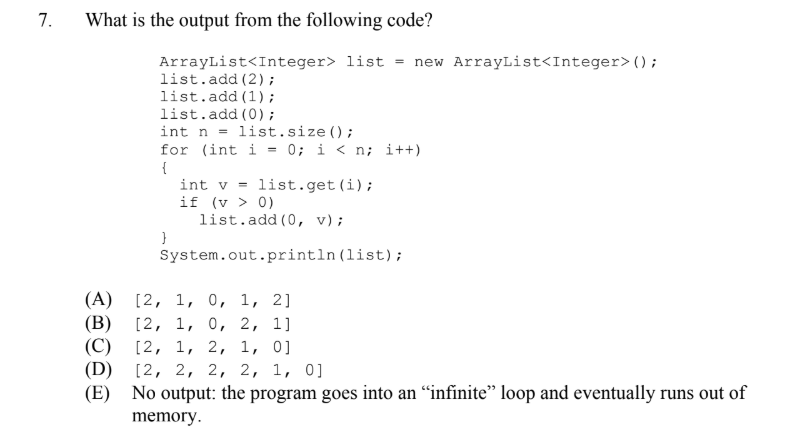 7. What is the output from the following code?
ArrayList<Integer> list = new ArrayList<Integer>();
list.add(2);
list.add(1);
list.add(0);
int n = list.size();
for (int i = 0; i < n; i++)
{
int v = list.get(i);
if (v > 0)
list.add(0, v);
}
System.out.println(list);
(A) [2, 1, 0, 1, 2]
(B) [2, 1, 0, 2, 1]
(C) [2, 1, 2, 1, 0]
(D) [2, 2, 2, 2, 1, 0]
(E) No output: the program goes into an “infinite” loop and eventually runs out of
memory.